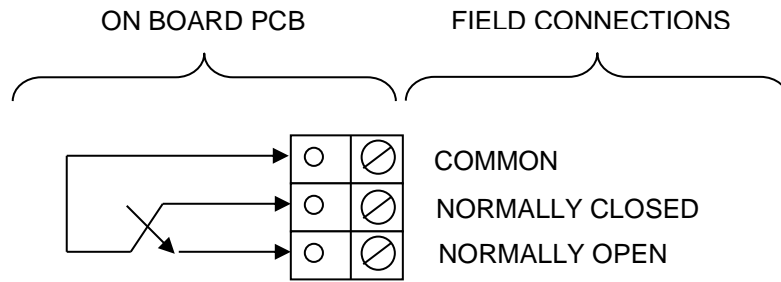 ON BOARD PCB FIELD CONNECTIONS
COMMON
NORMALLY CLOSED
NORMALLY OPEN